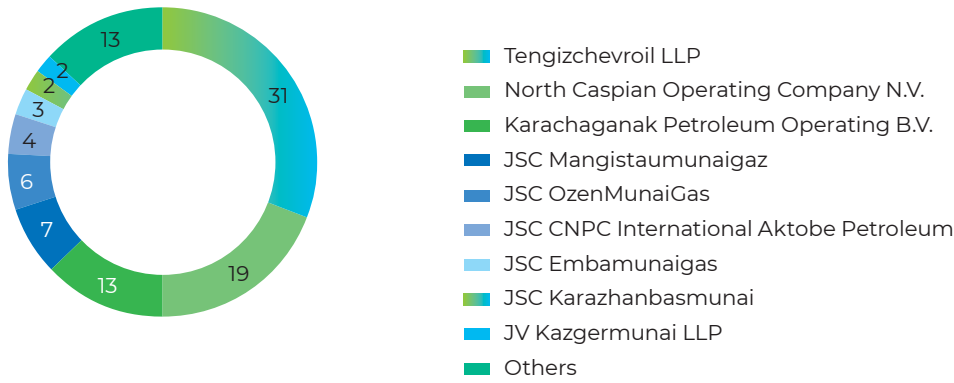 13
2
2
3
4
6
7
13
19
31
Tengizchevroil LLP
North Caspian Operating Company N.V.
Karachaganak Petroleum Operating B.V.
JSC Mangistaumunaigaz
JSC OzenMunaiGas
JSC CNPC International Aktobe Petroleum
JSC Embamunaigas
JSC Karazhanbasmunai
JV Kazgermunai LLP
Others